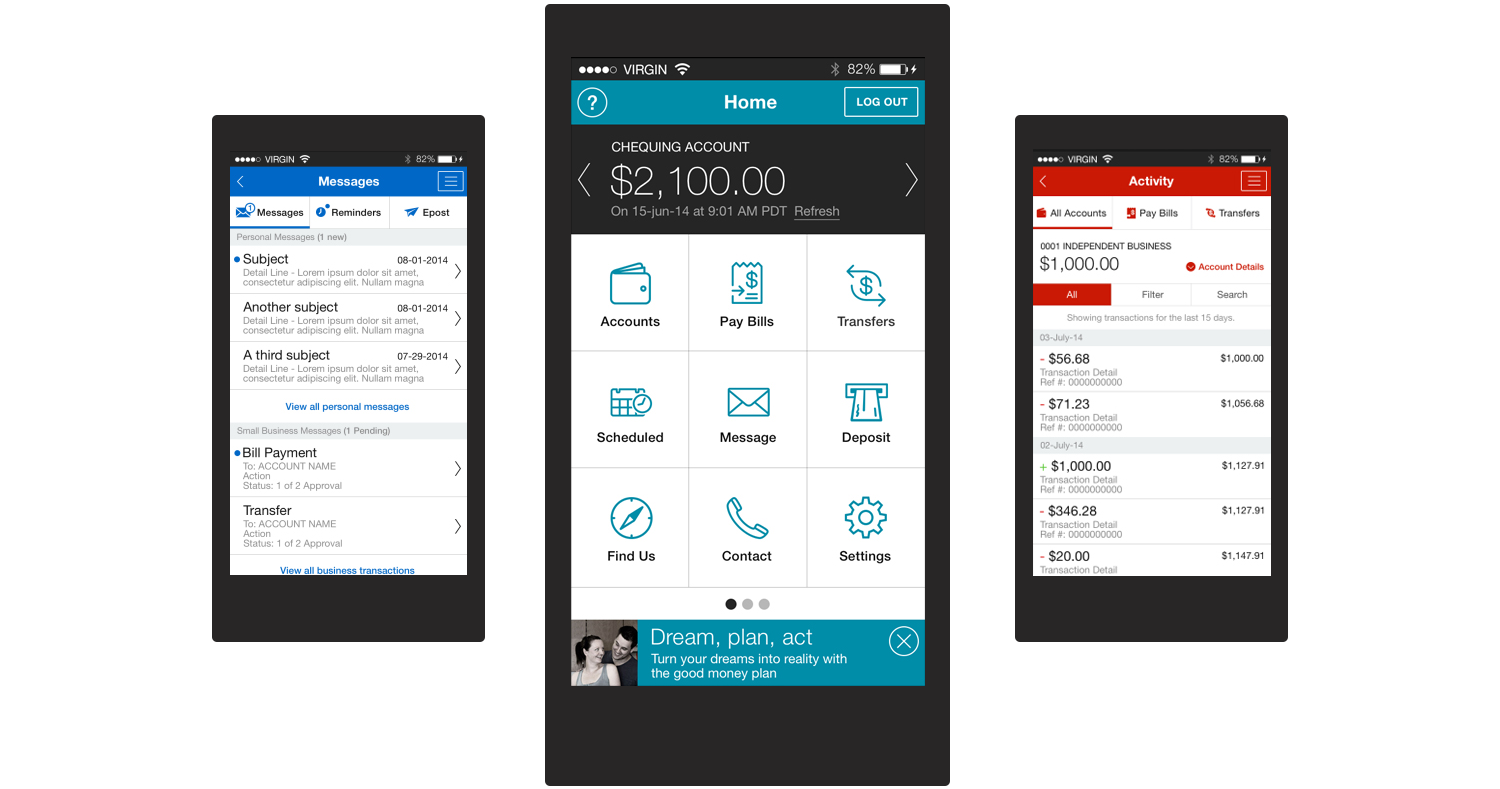 VIRGIN 82%
Messages
1
Messages Reminders Epost
Personal Messages (1 new)
Subject 08-01-2014
Detail Line - Lorem ipsum dolor sit amet,
consectetur adipiscing elit. Nullam magna
Another subject 08-01-2014
Detail Line - Lorem ipsum dolor sit amet,
consectetur adipiscing elit. Nullam magna
A third subject 07-29-2014
Detail Line - Lorem ipsum dolor sit amet,
consectetur adipiscing elit. Nullam magna
View all personal messages
Small Business Messages (1 Pending)
Bill Payment
To: ACCOUNT NAME
Action
Status: 1 of 2 Approval
Transfer
To: ACCOUNT NAME
Action
Status: 1 of 2 Approval
View all business transactions
VIRGIN 82%
? Home LOG OUT
CHEQUING ACCOUNT
$2,100.00
On 15-jun-14 at 9:01 AM PDT Refresh
$ $
Accounts Pay Bills Transfers
Scheduled Message Deposit
Find Us Contact Settings
Dream, plan, act
Turn your dreams into reality with
the good money plan
VIRGIN 82%
Activity
All Accounts Pay Bills Transfers
0001 INDEPENDENT BUSINESS
$1,000.00 Account Details
All Filter Search
Showing transactions for the last 15 days.
03-July-14
- $56.68 $1,000.00
Transaction Detail
Ref #: 0000000000
- $71.23 $1,056.68
Transaction Detail
Ref #: 0000000000
02-July-14
+ $1,000.00 $1,127.91
Transaction Detail
Ref #: 0000000000
- $346.28 $1,127.91
Transaction Detail
Ref #: 0000000000
- $20.00 $1,147.91
Transaction Detail